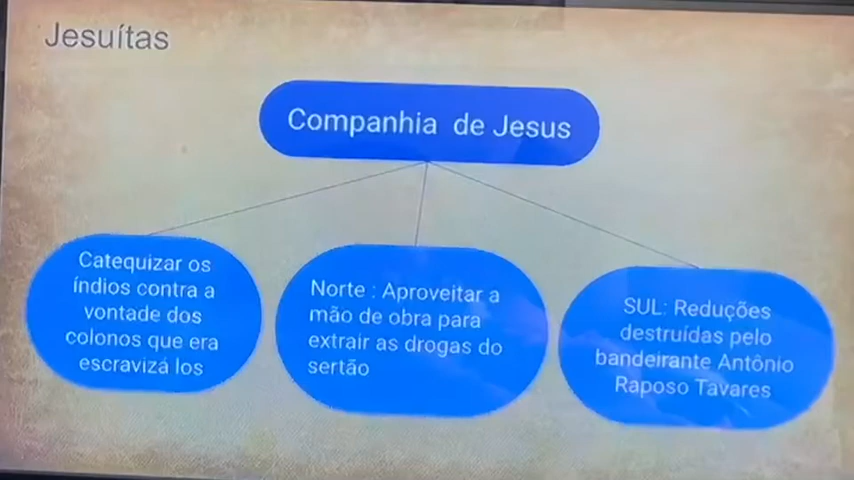 Jesuítas
Companhia de Jesus
Catequizar os
índios contra a
vontade dos
colonos que era
escravizá los
Norte : Aproveitar a
mão de obra para
extrair as drogas do
sertão
SUL: Reduções
destruídas pelo
bandeirante Antônio
Raposo Tavares